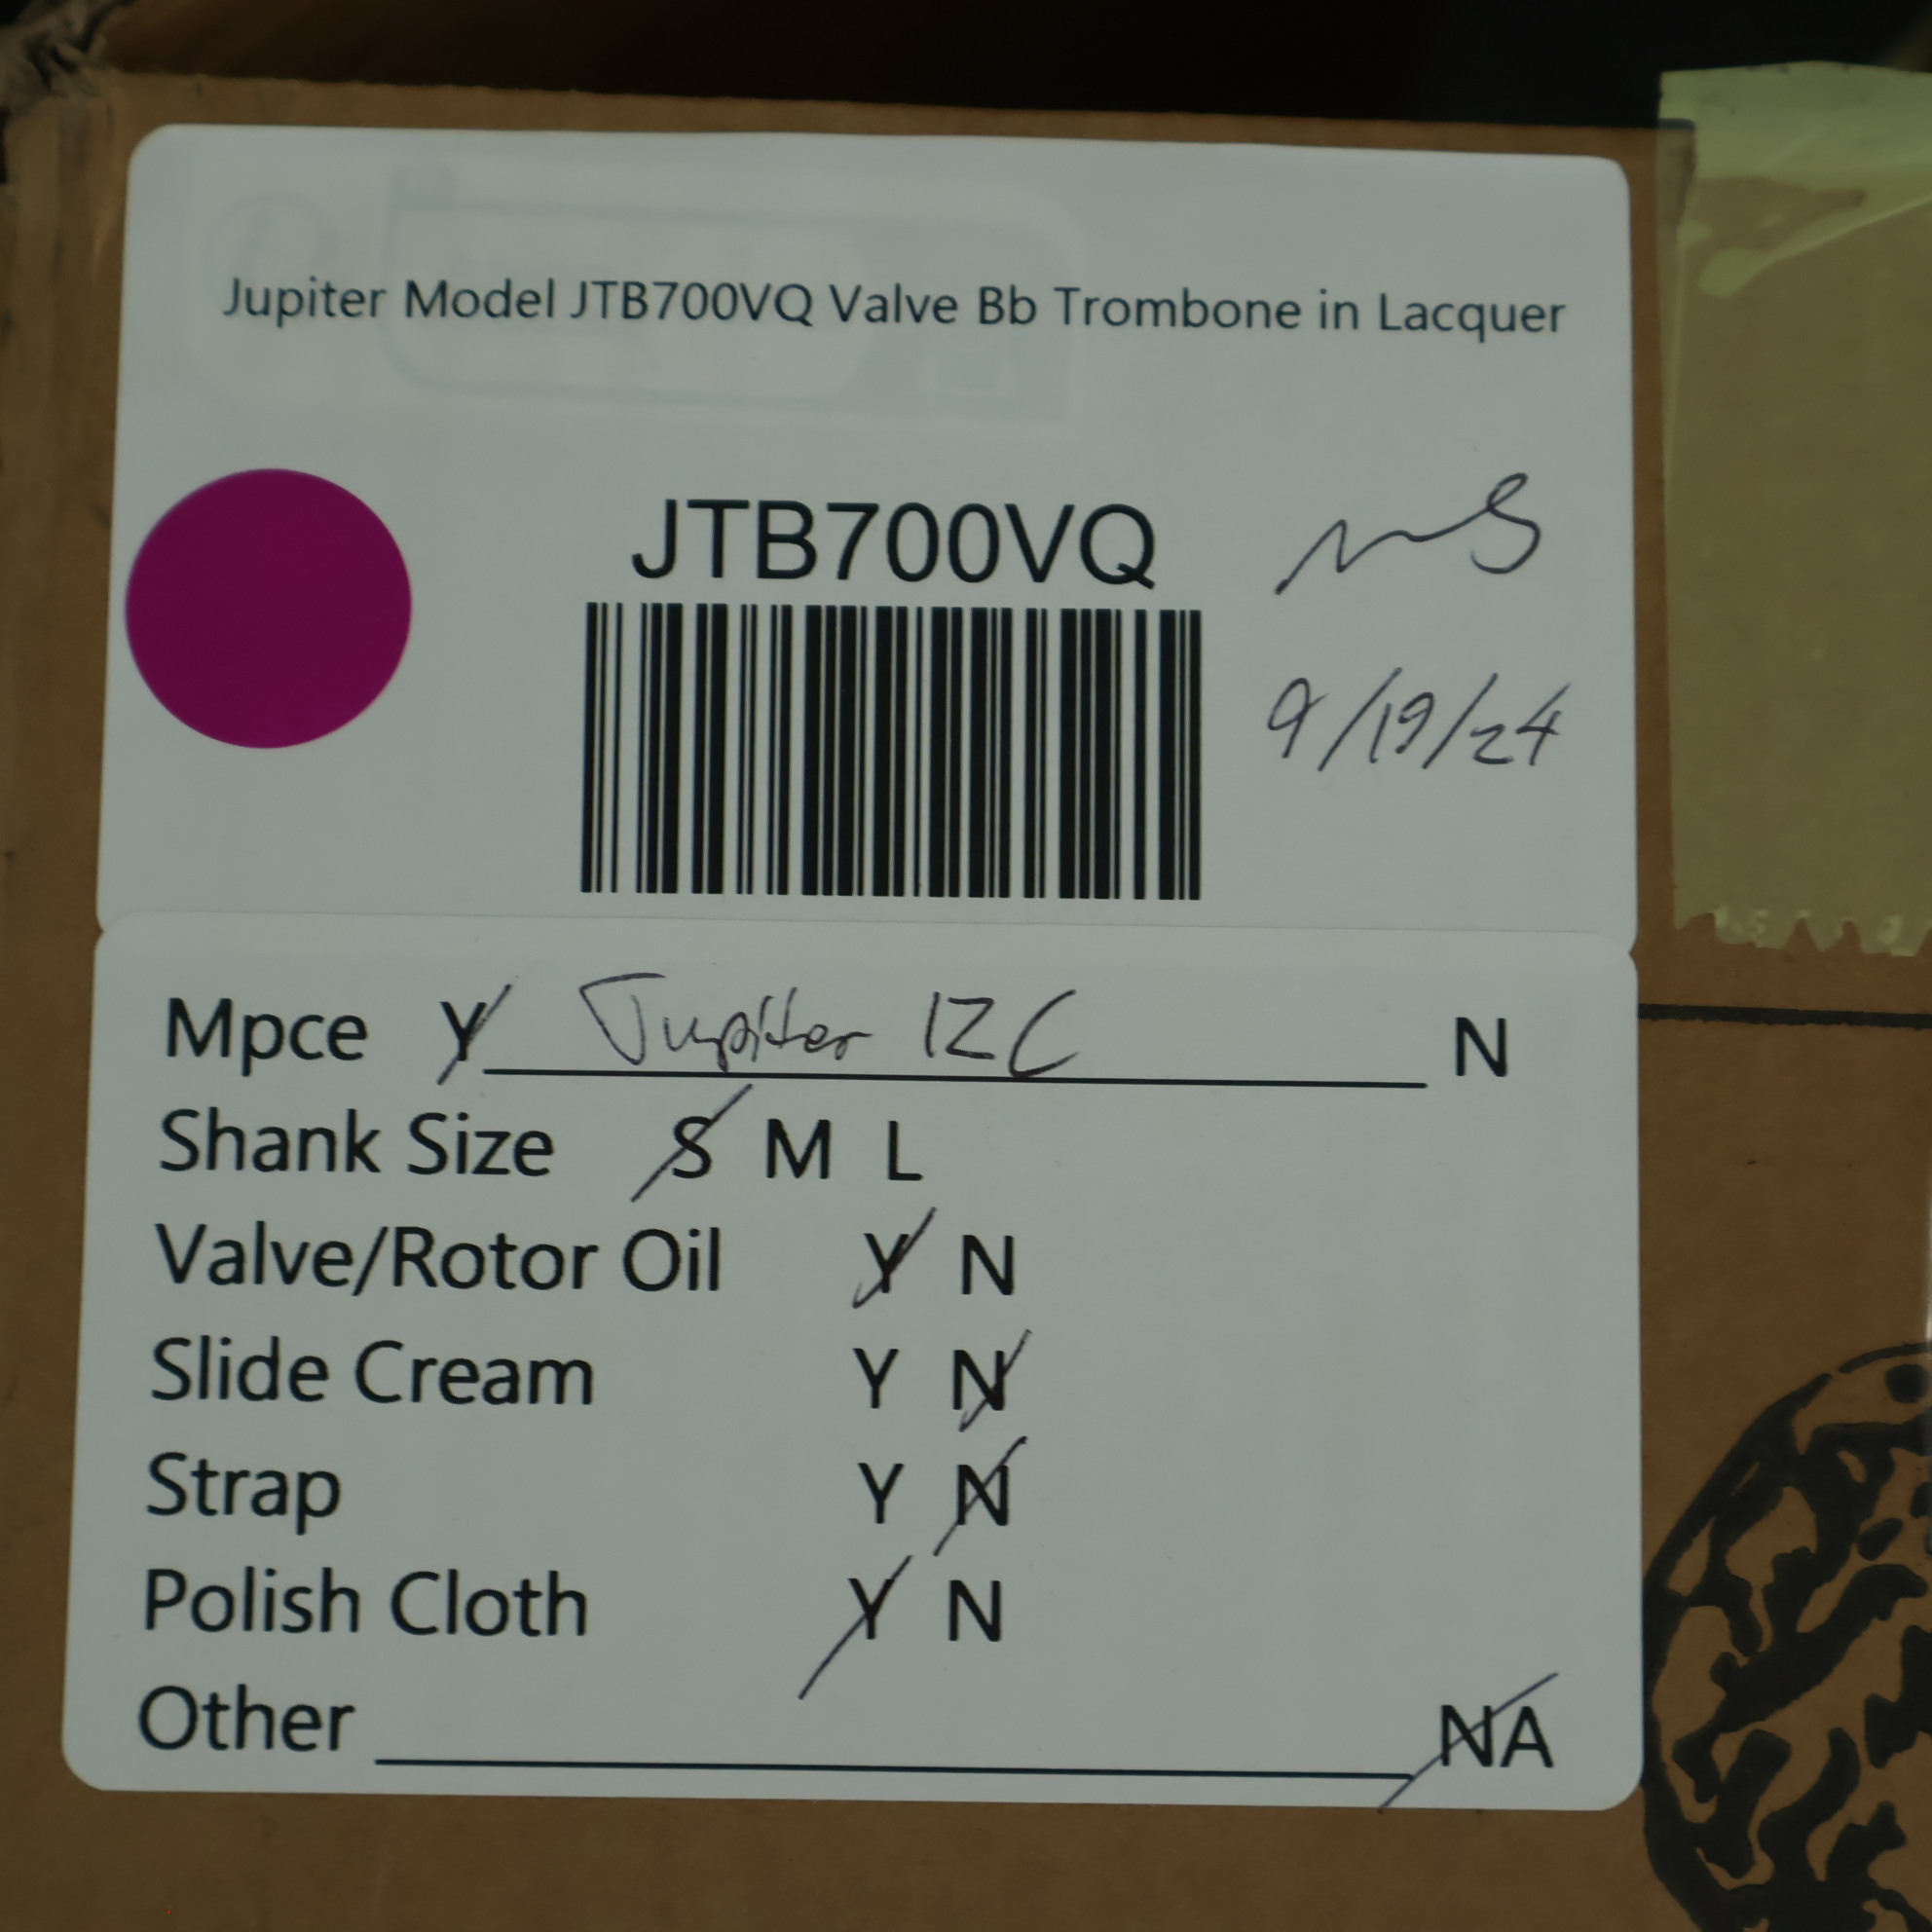 Jupiter Model JTB700VQ Valve Bb Trombone in Lacquer
JTB700VQ
MS
9/19/24
Mpce Y Jupiter 12C N
Shank Size S M L
Valve/Rotor Oil Y N
Slide Cream Y N
Strap Y N
Polish Cloth Y N
Other NA